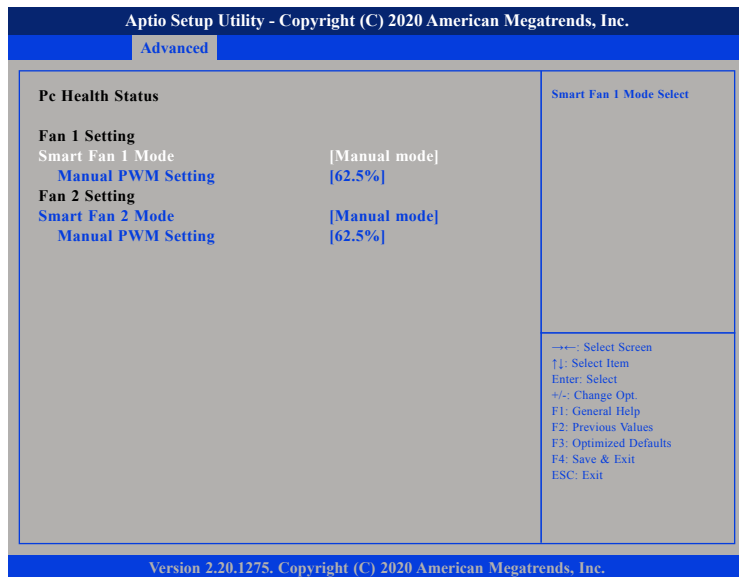 Aptio Setup Utility - Copyright (C) 2020 American Megatrends, Inc.
Advanced
Pc Health Status
Fan 1 Setting
Smart Fan 1 Mode [Manual mode]
Manual PWM Setting [62.5%]
Fan 2 Setting
Smart Fan 2 Mode [Manual mode]
Manual PWM Setting [62.5%]
Smart Fan 1 Mode Select
→←: Select Screen
↑↓: Select Item
Enter: Select
+/-: Change Opt.
F1: General Help
F2: Previous Values
F3: Optimized Defaults
F4: Save & Exit
ESC: Exit
Version 2.20.1275. Copyright (C) 2020 American Megatrends, Inc.